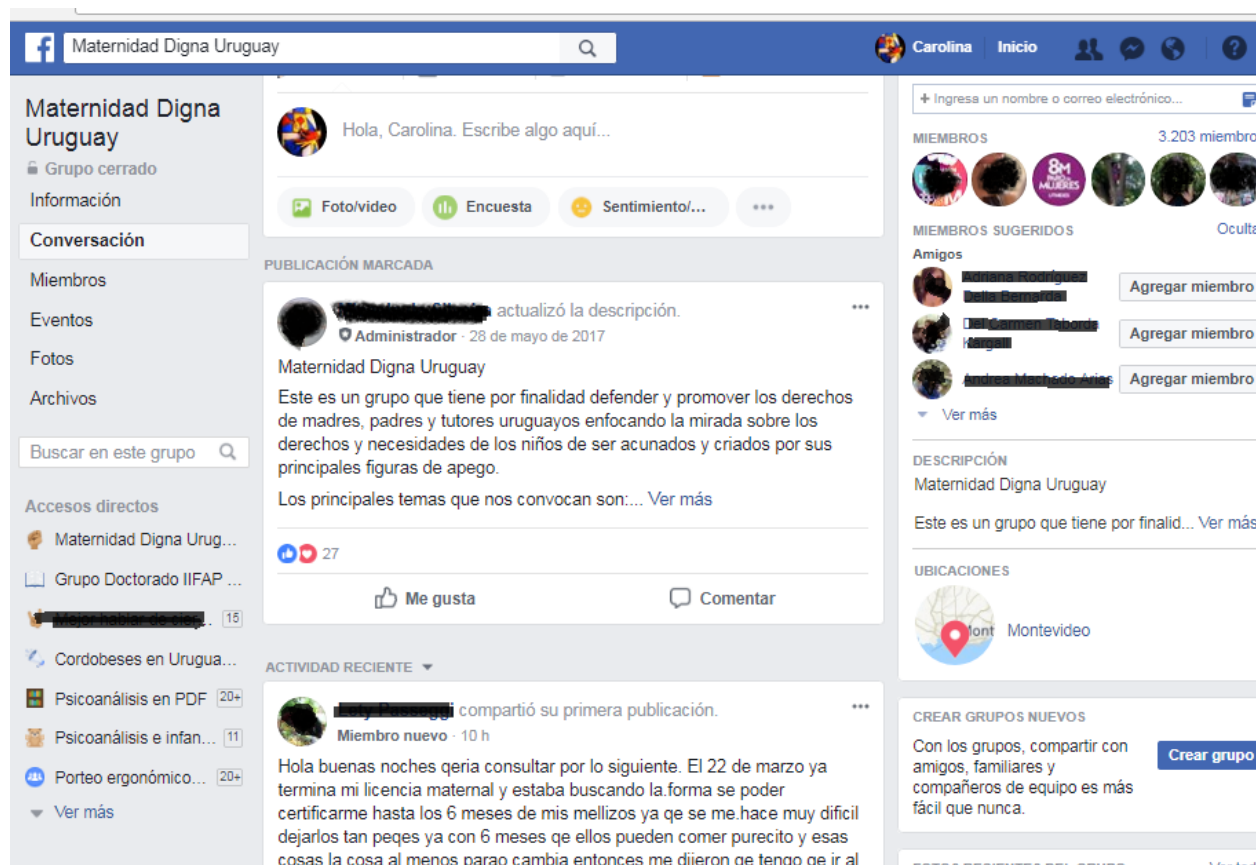 Maternidad Digna Uruguay
Carolina
Inicio
Maternidad Digna
Uruguay
Grupo cerrado
Información
Conversación
Miembros
Eventos
Fotos
Archivos
Buscar en este grupo
Accesos directos
Maternidad Digna Urug...
Grupo Doctorado IIFAP ...
15
Cordobeses en Urugua...
Psicoanálisis en PDF 20+
Psicoanálisis e infan... 11
Porteo ergonómico... 20+
Ver más
Hola, Carolina. Escribe algo aquí...
Foto/video
Encuesta
Sentimiento/...
PUBLICACIÓN MARCADA
actualizó la descripción.
Administrador · 28 de mayo de 2017
Maternidad Digna Uruguay
Este es un grupo que tiene por finalidad defender y promover los derechos
de madres, padres y tutores uruguayos enfocando la mirada sobre los
derechos y necesidades de los niños de ser acunados y criados por sus
principales figuras de apego.
Los principales temas que nos convocan son:... Ver más
27
Me gusta
Comentar
ACTIVIDAD RECIENTE
compartió su primera publicación.
Miembro nuevo · 10 h
Hola buenas noches qeria consultar por lo siguiente. El 22 de marzo ya
termina mi licencia maternal y estaba buscando la.forma se poder
certificarme hasta los 6 meses de mis mellizos ya qe se me.hace muy dificil
dejarlos tan peqes ya con 6 meses qe ellos pueden comer purecito y esas
cosas la cosa al menos parao cambia entonces me dijeron qe tengo qe ir al
+ Ingresa un nombre o correo electrónico...
MIEMBROS
3.203 miembro
8M
PARO DE
MUJERES
MIEMBROS SUGERIDOS
Oculta
Amigos
Agregar miembro
Agregar miembro
Agregar miembro
Ver más
DESCRIPCIÓN
Maternidad Digna Uruguay
Este es un grupo que tiene por finalid... Ver más
UBICACIONES
Mont
Montevideo
CREAR GRUPOS NUEVOS
Con los grupos, compartir con
amigos, familiares y
compañeros de equipo es más
fácil que nunca.
Crear grupo